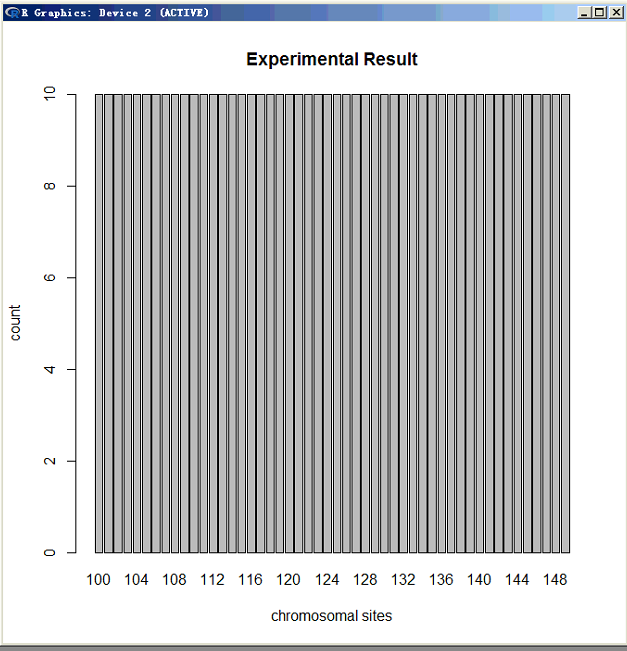 R Graphics: Device 2 (ACTIVE)
Experimental Result
10
8
6
4
2
0
count
100 104 108 112 116 120 124 128 132 136 140 144 148
chromosomal sites